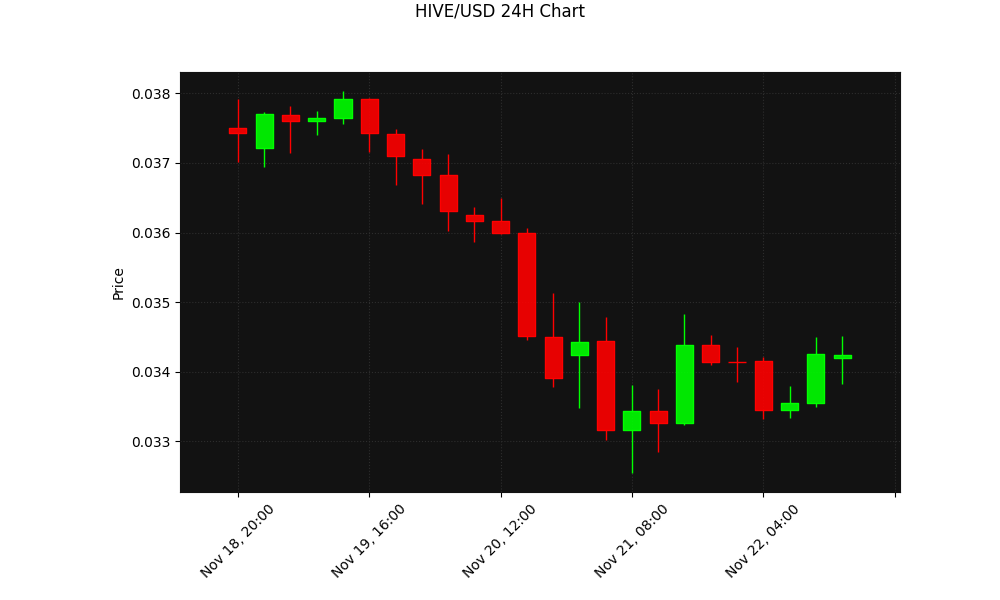 HIVE/USD 24H Chart
Price
0.038
0.037
0.036
0.035
0.034
0.033
Nov 18, 20:00
Nov 19, 16:00
Nov 20, 12:00
Nov 21, 08:00
Nov 22, 04:00